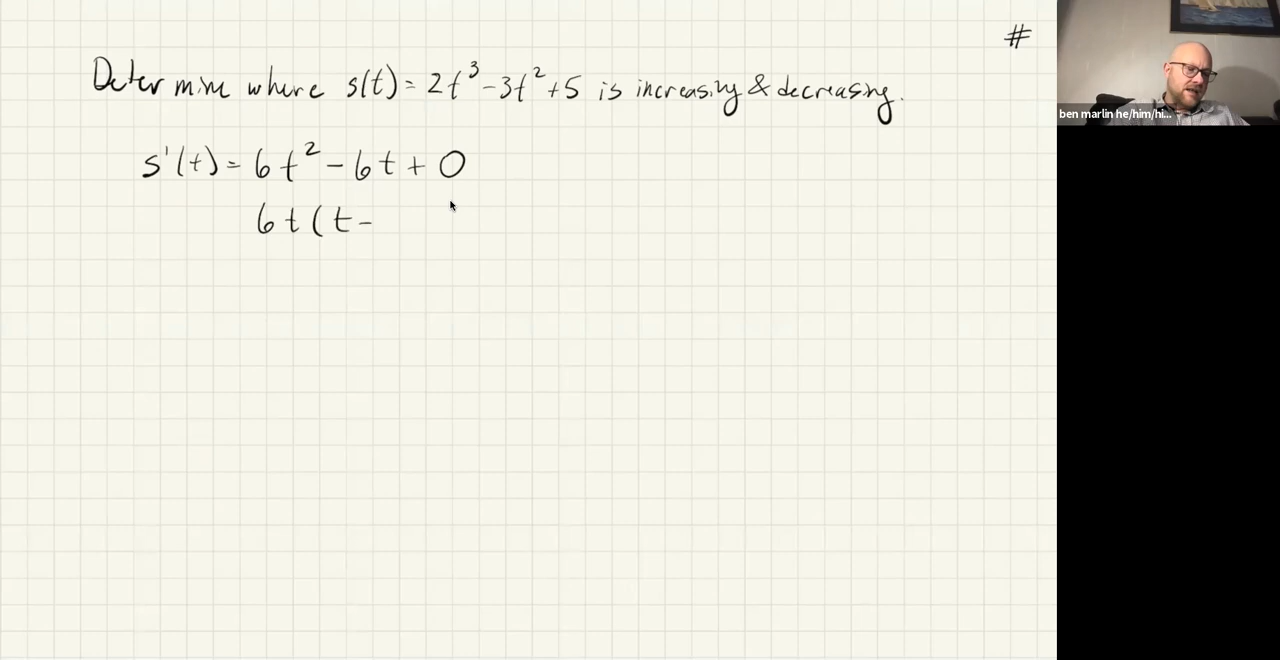 #
Determine where s(t) = 2t³ - 3t² + 5 is increasing & decreasing.
s'(t) = 6t² - 6t + 0
6t(t -
ben marlin he/him/hi...